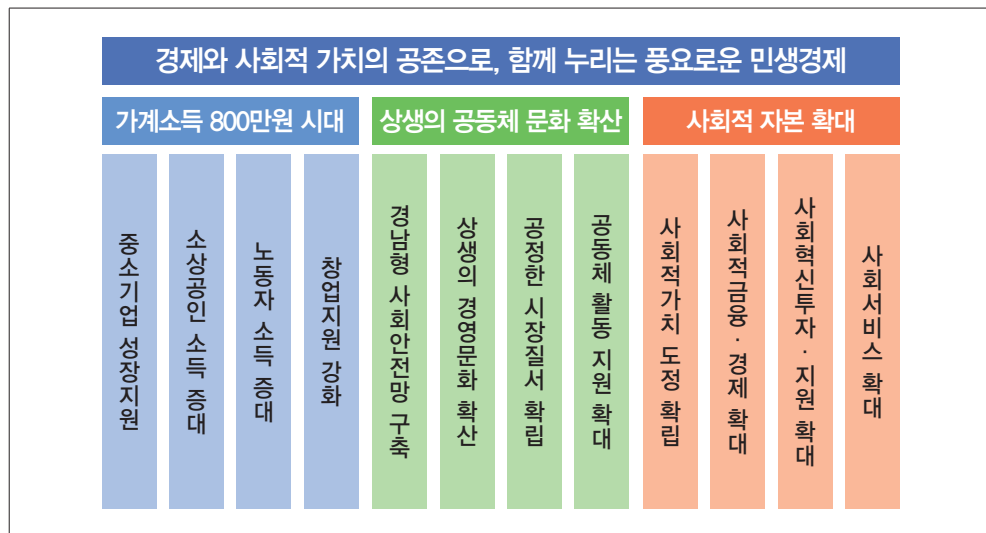 경제와 사회적 가치의 공존으로, 함께 누리는 풍요로운 민생경제
가계소득 800만원 시대
중소기업 성장지원
소상공인 소득 증대
노동자 소득 증대
창업지원 강화
상생의 공동체 문화 확산
경남형 사회안전망 구축
상생의 경영문화 확산
공정한 시장질서 확립
공동체 활동 지원 확대
사회적 자본 확대
사회적가치 도정 확립
사회적금융·경제 확대
사회혁신투자·지원 확대
사회서비스 확대